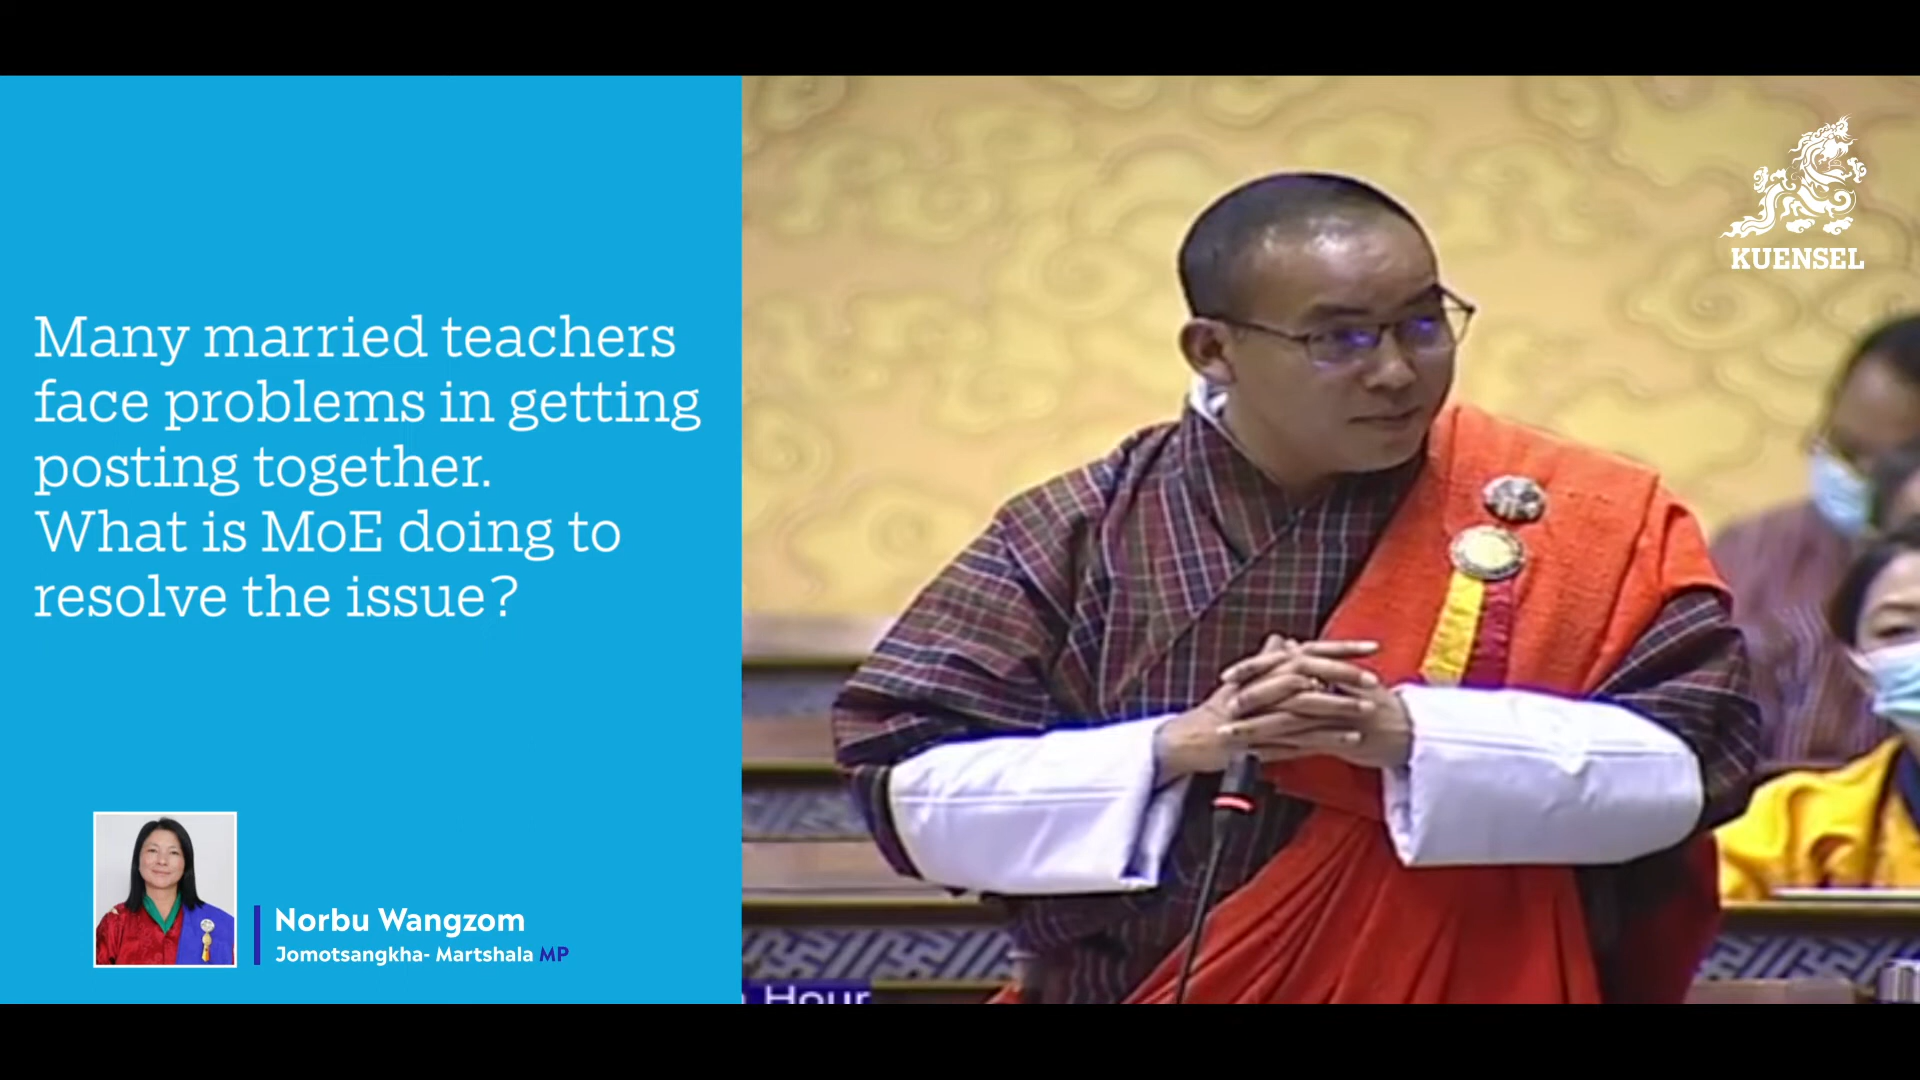 Many married teachers
face problems in getting
posting together.
What is MoE doing to
resolve the issue?
Norbu Wangzom
Jomotsangkha- Martshala MP
KUENSEL
Hour